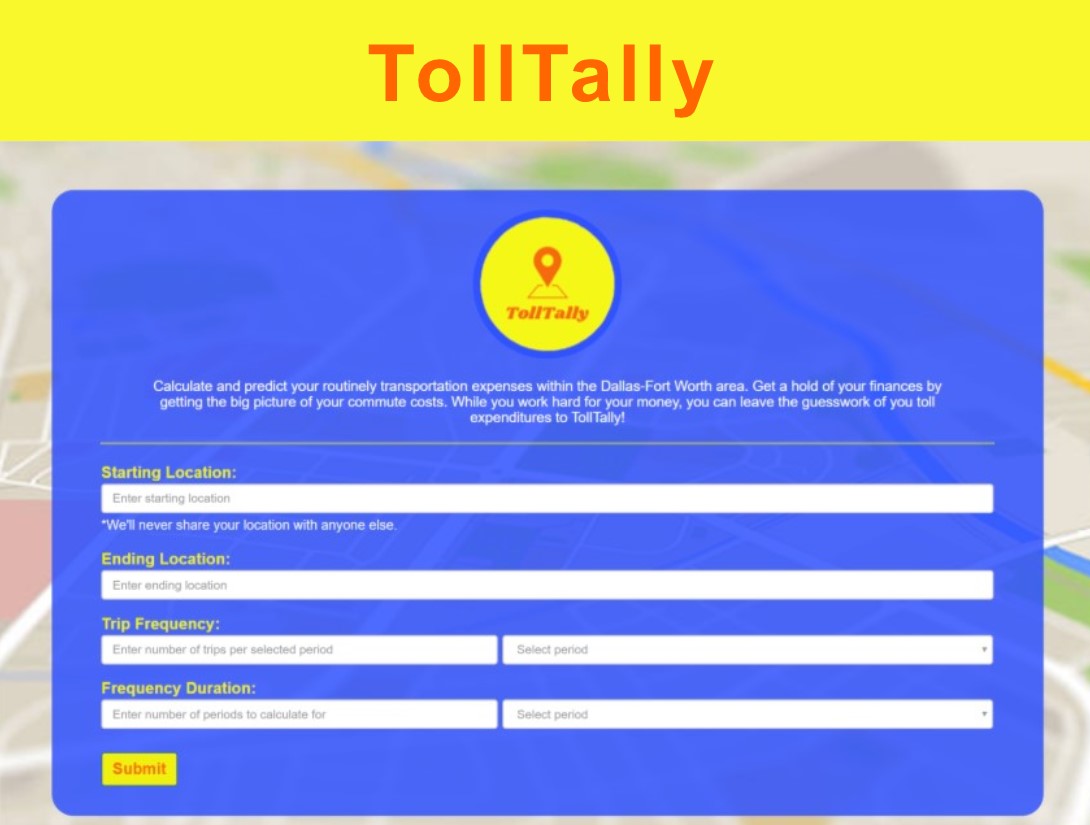 TollTally
TollTally
Calculate and predict your routinely transportation expenses within the Dallas-Fort Worth area. Get a hold of your finances by
getting the big picture of your commute costs. While you work hard for your money, you can leave the guesswork of you toll
expenditures to TollTally!
Starting Location:
Enter starting location
*We'll never share your location with anyone else.
Ending Location:
Enter ending location
Trip Frequency:
Enter number of trips per selected period Select period
Frequency Duration:
Enter number of periods to calculate for Select period
Submit